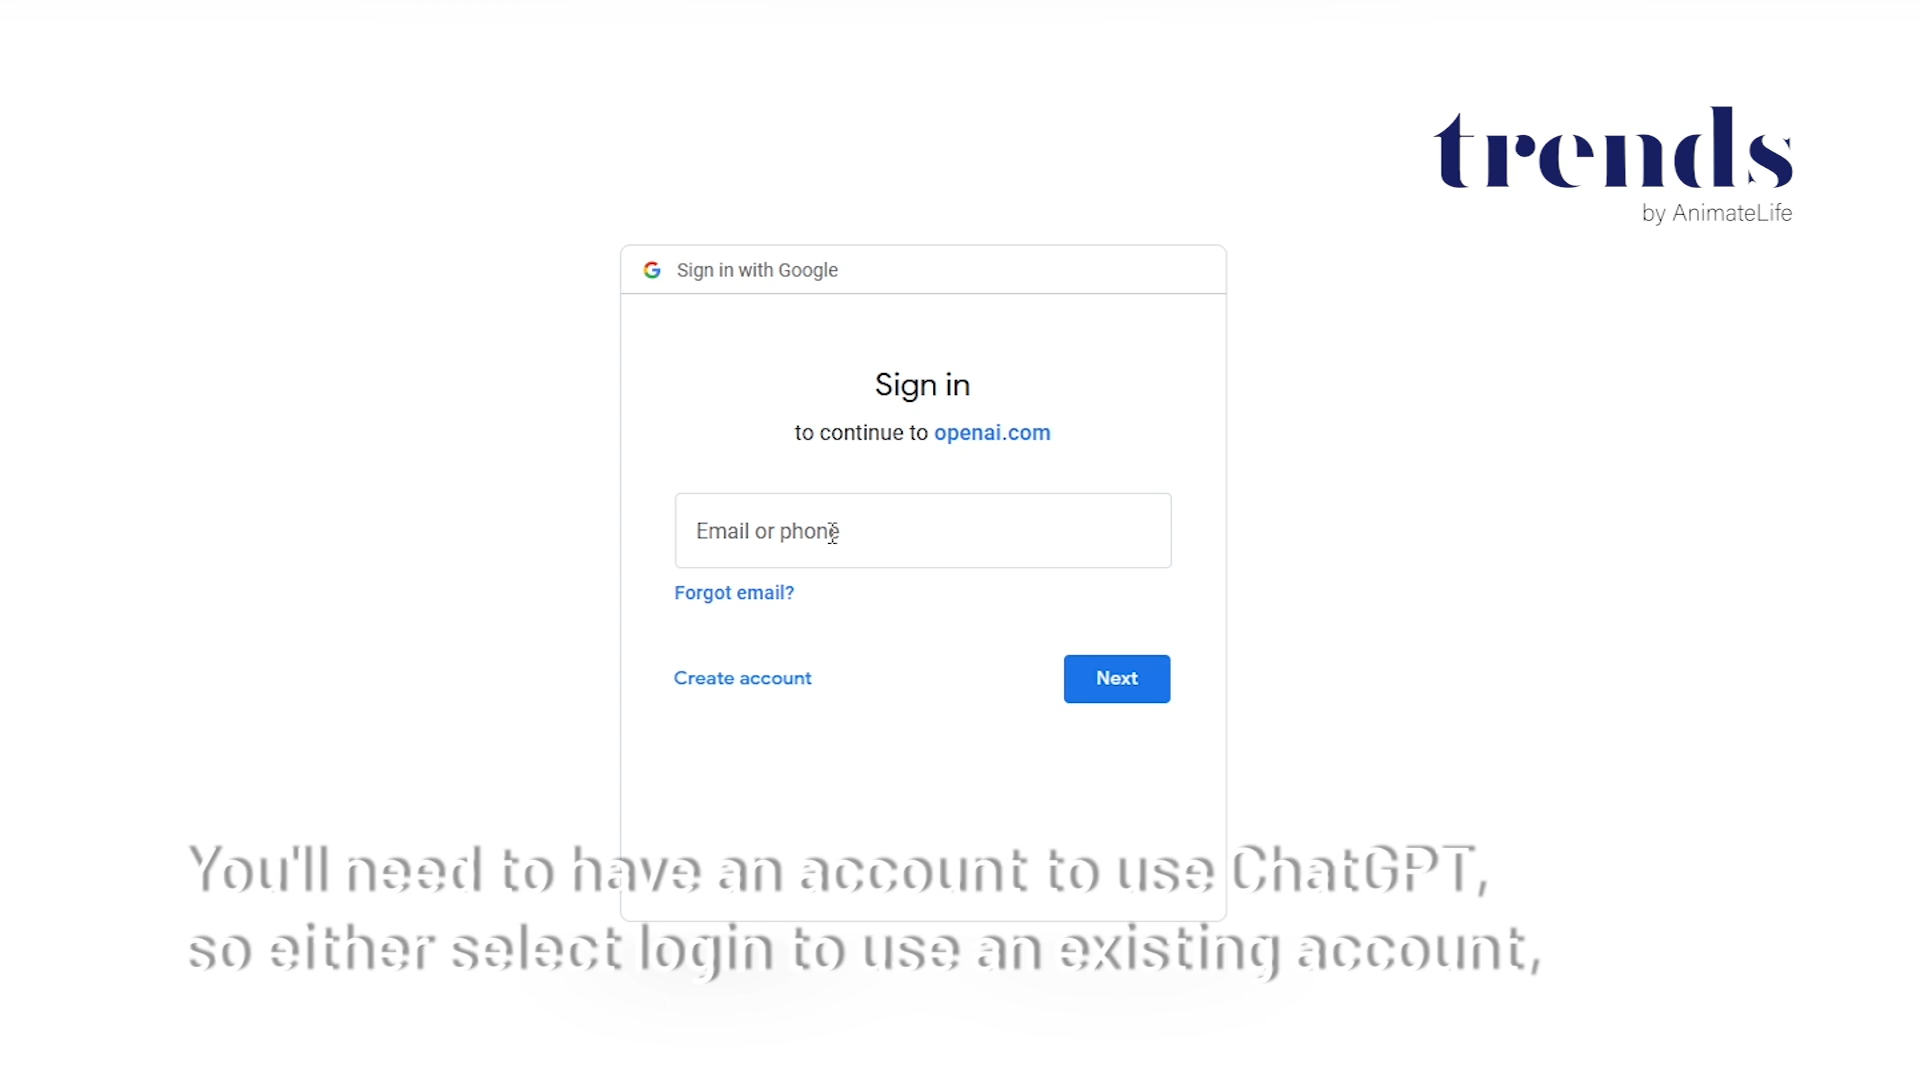 trends
by AnimateLife
Sign in with Google
Sign in
to continue to openai.com
Email or phone
Forgot email?
Create account
Next
You'll need to have an account to use ChatGPT,
so either select login to use an existing account,